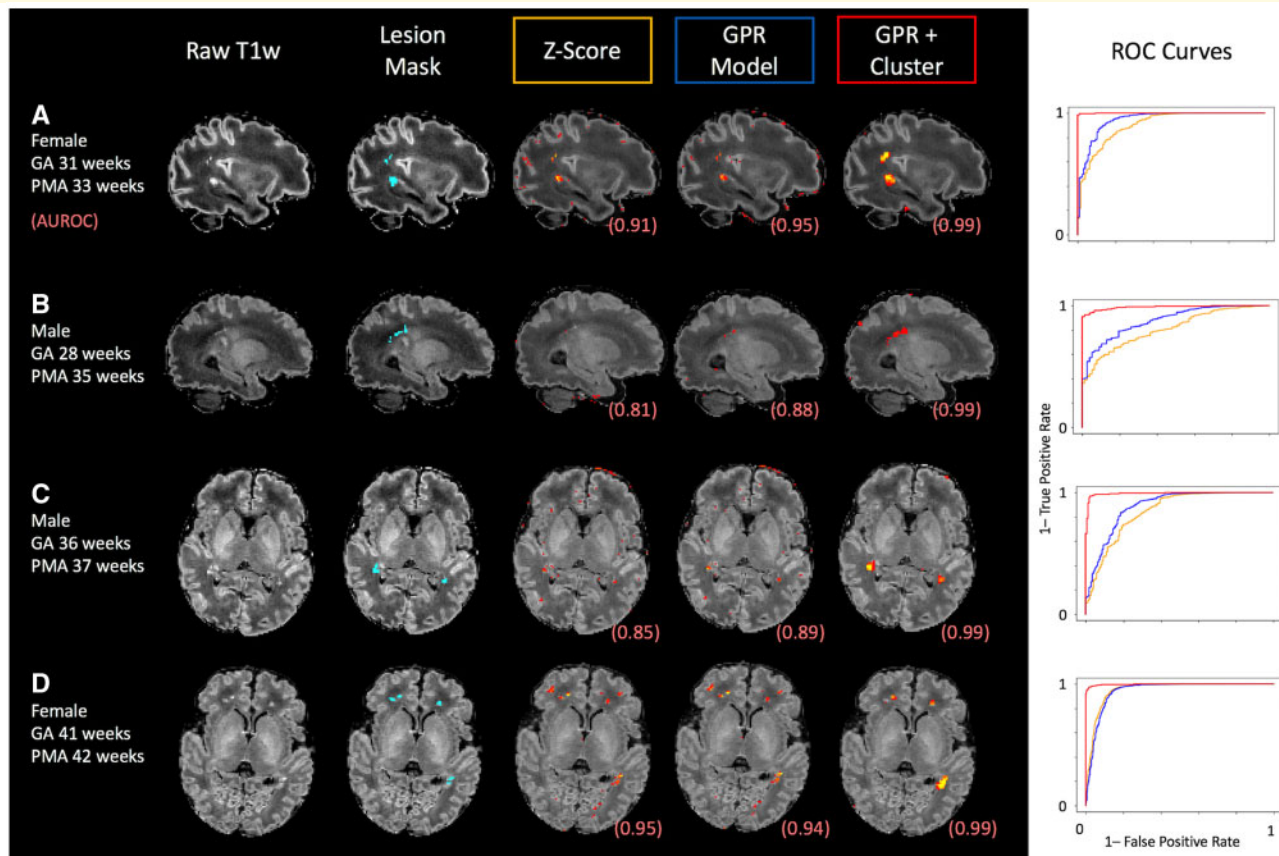 Raw T1w
Lesion
Mask
Z-Score
GPR
Model
GPR +
Cluster
ROC Curves
A
Female
GA 31 weeks
PMA 33 weeks
(AUROC)
(0.91)
(0.95)
(0.99)
1
0
B
Male
GA 28 weeks
PMA 35 weeks
(0.81)
(0.88)
(0.99)
1
0
1
C
Male
GA 36 weeks
PMA 37 weeks
(0.85)
(0.89)
(0.99)
1
0
1– True Positive Rate
D
Female
GA 41 weeks
PMA 42 weeks
(0.95)
(0.94)
(0.99)
1
0
0
1
1– False Positive Rate